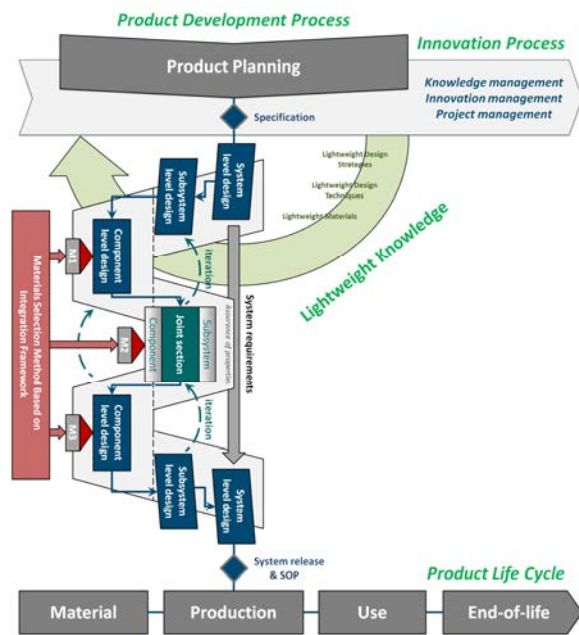 Product Development Process
Innovation Process
Product Planning
Knowledge management
Innovation management
Project management
Specification
Lightweight Design
Strategies
Lightweight Design
Techniques
Lightweight Materials
Lightweight Knowledge
System
level design
Subsystem
level design
Component
level design
M1
iteration
System requirements
Assurance of properties
Materials Selection Method Based on
Integration Framework
M2
Component
Joint section
Subsystem
M3
Component
level design
iteration
Subsystem
level design
System
level design
System release
& SOP
Product Life Cycle
Material
Production
Use
End-of-life